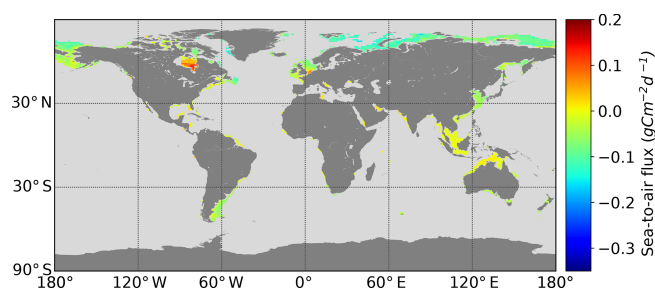 30° N
30° S
90° S
180° 120° W 60° W 0° 60° E 120° E 180°
0.2
0.1
0.0
−0.1
−0.2
−0.3
Sea-to-air flux (gCm⁻²d⁻¹)